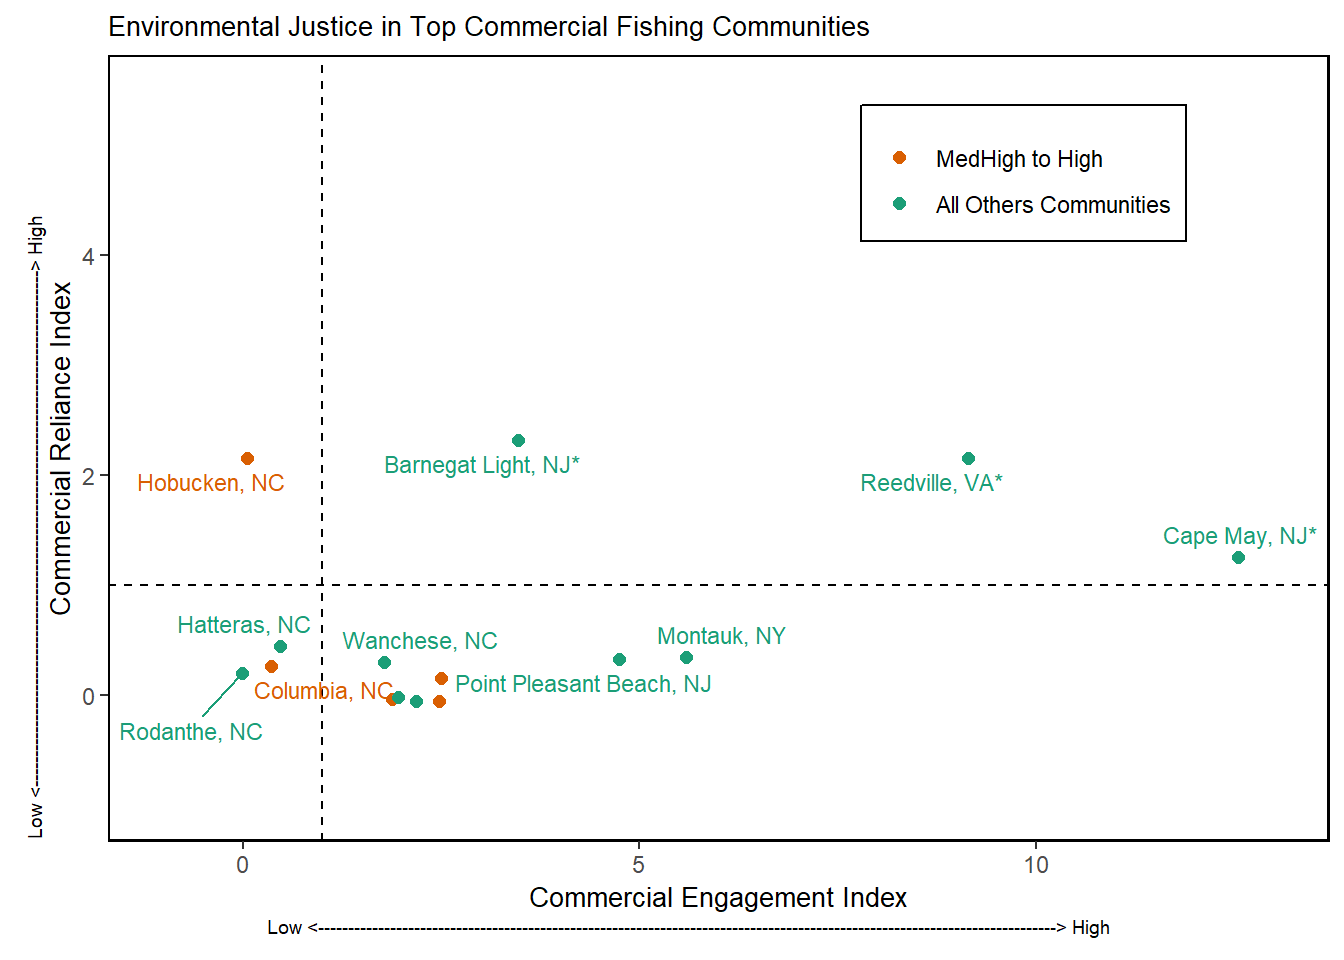 Environmental Justice in Top Commercial Fishing Communities
MedHigh to High
All Others Communities
4
2
0
Commercial Reliance Index
Low <---------------------------------------------------------------------------> High
Barnegat Light, NJ*
Hobucken, NC
Reedville, VA*
Cape May, NJ*
Hatteras, NC
Wanchese, NC
Montauk, NY
Columbia, NC
Point Pleasant Beach, NJ
Rodanthe, NC
0
5
10
Commercial Engagement Index
Low <---------------------------------------------------------------------------------------------------------------------------> High